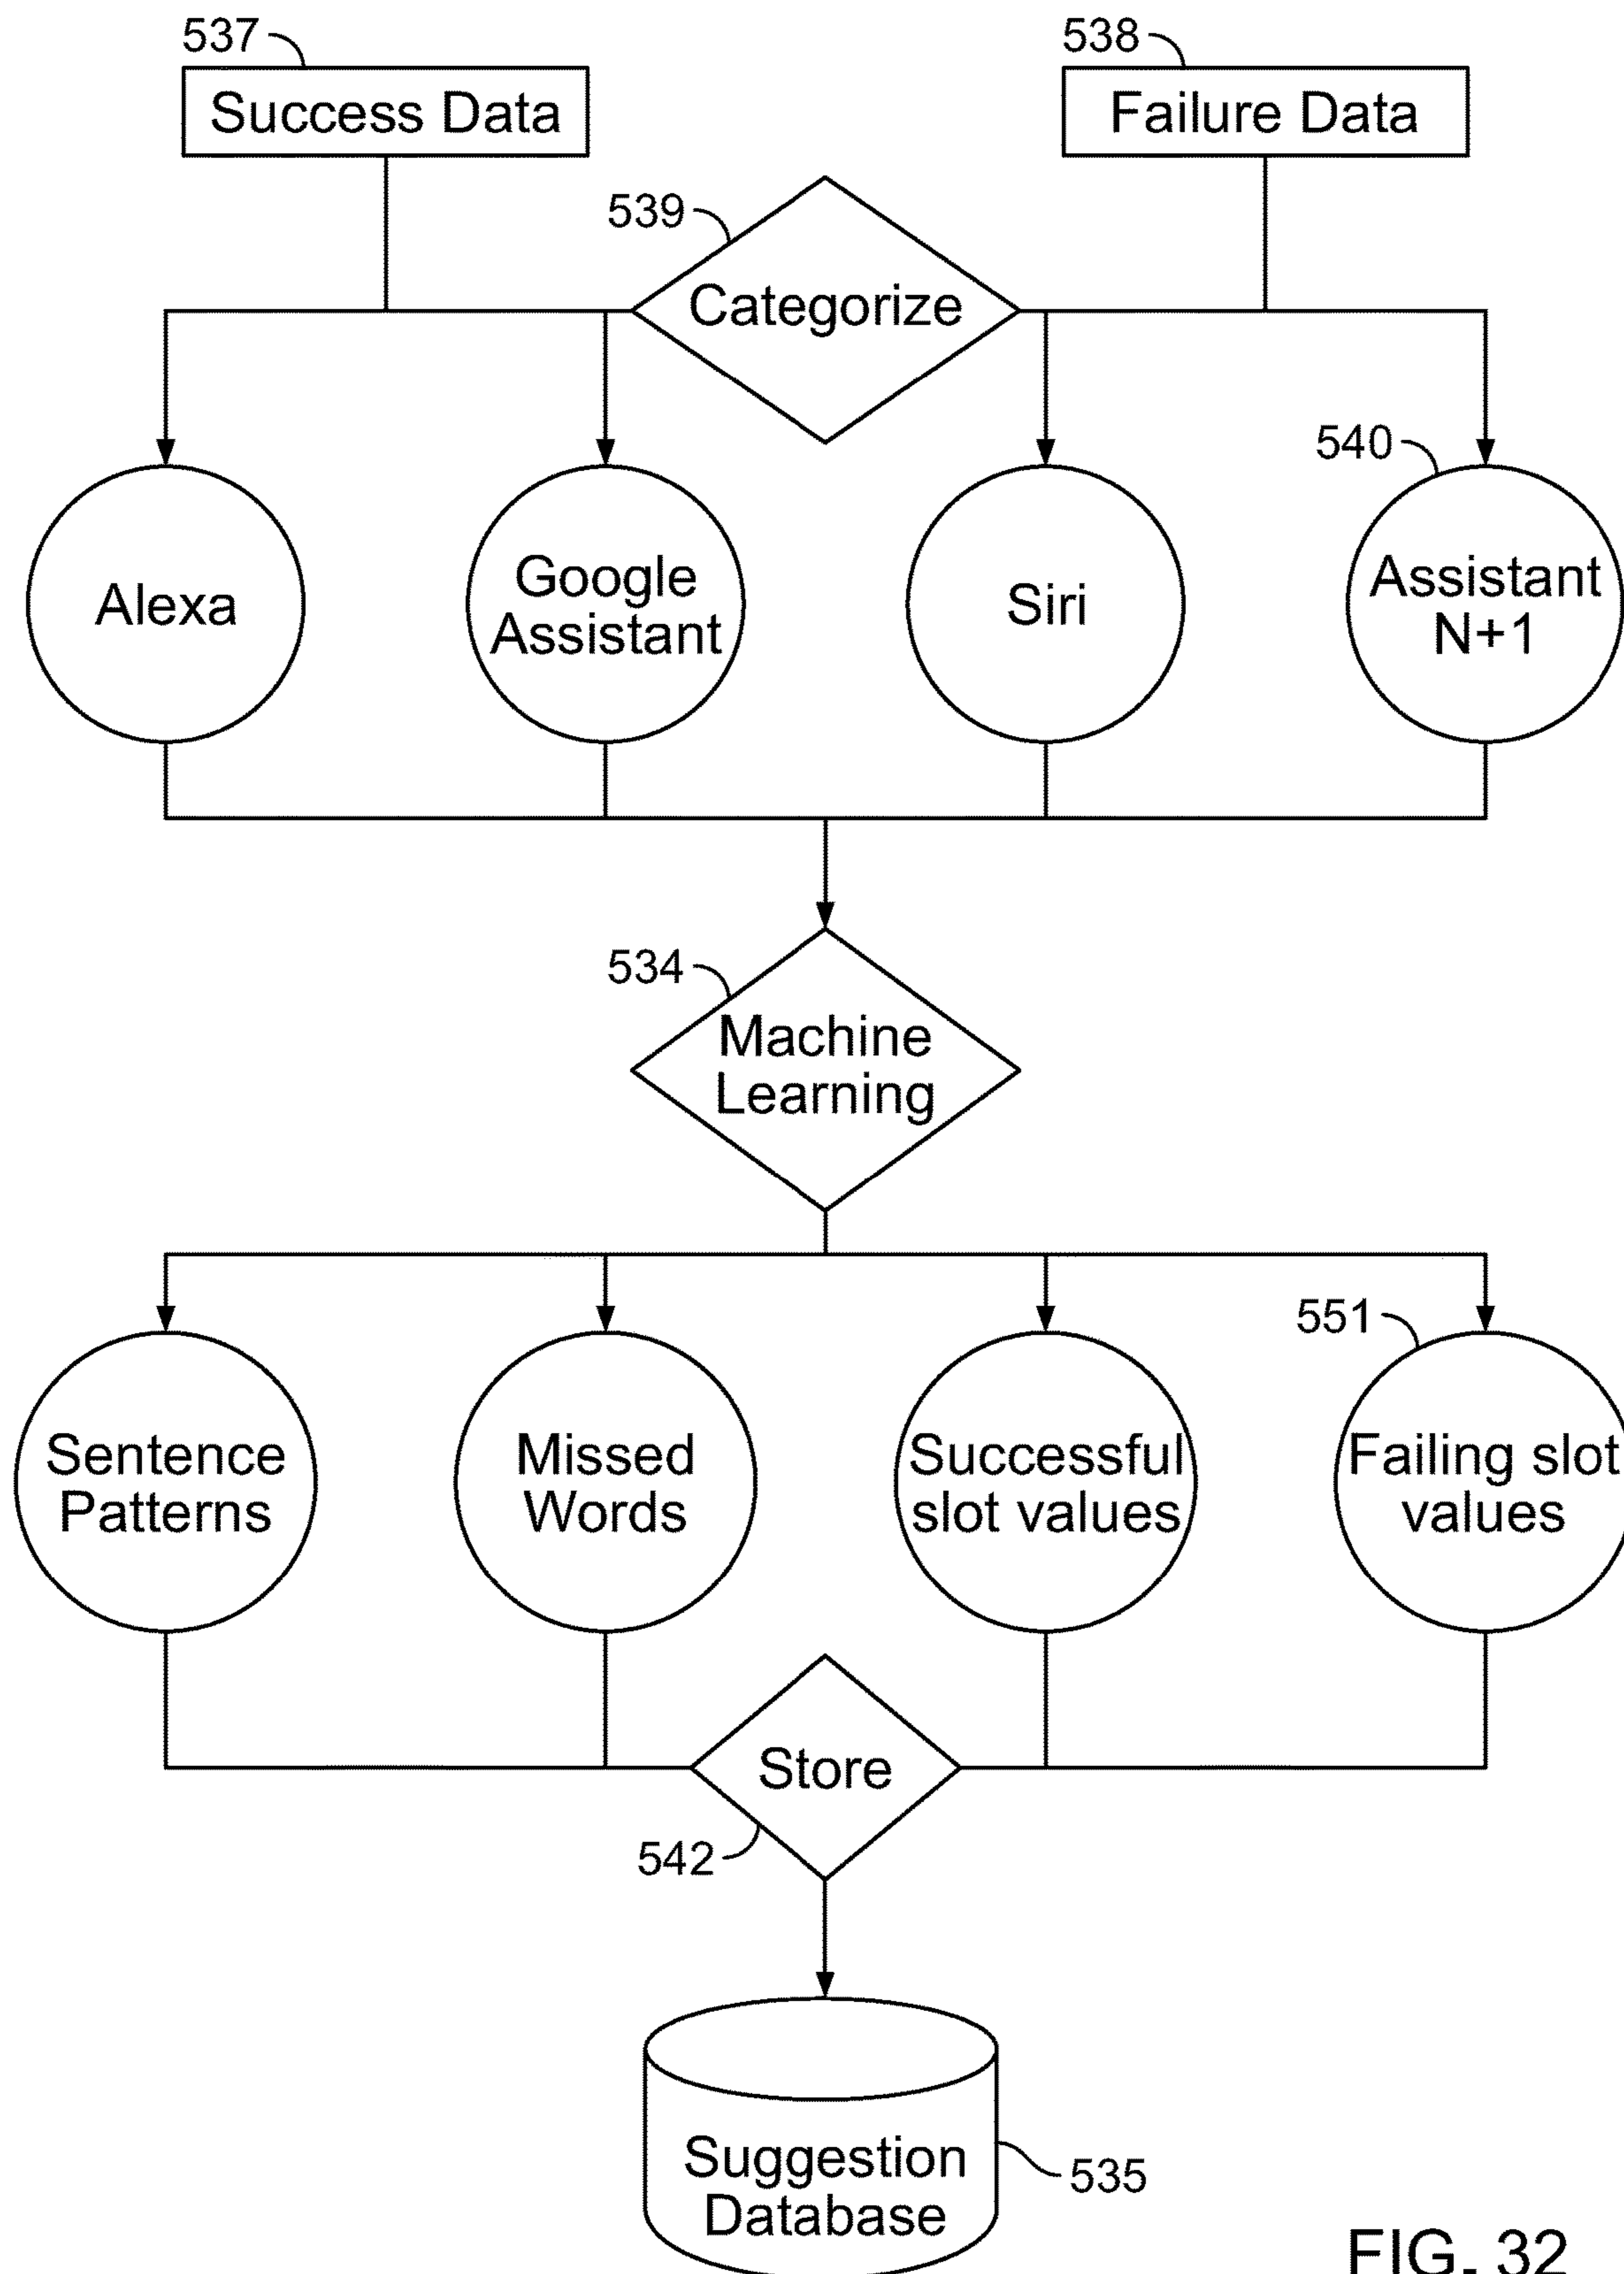 537
538
Success Data
Failure Data
539
Categorize
540
Alexa
Google
Assistant
Siri
Assistant
N+1
534
Machine
Learning
551
Sentence
Patterns
Missed
Words
Successful
slot values
Failing slot
values
Store
542
Suggestion
Database
535
FIG. 32